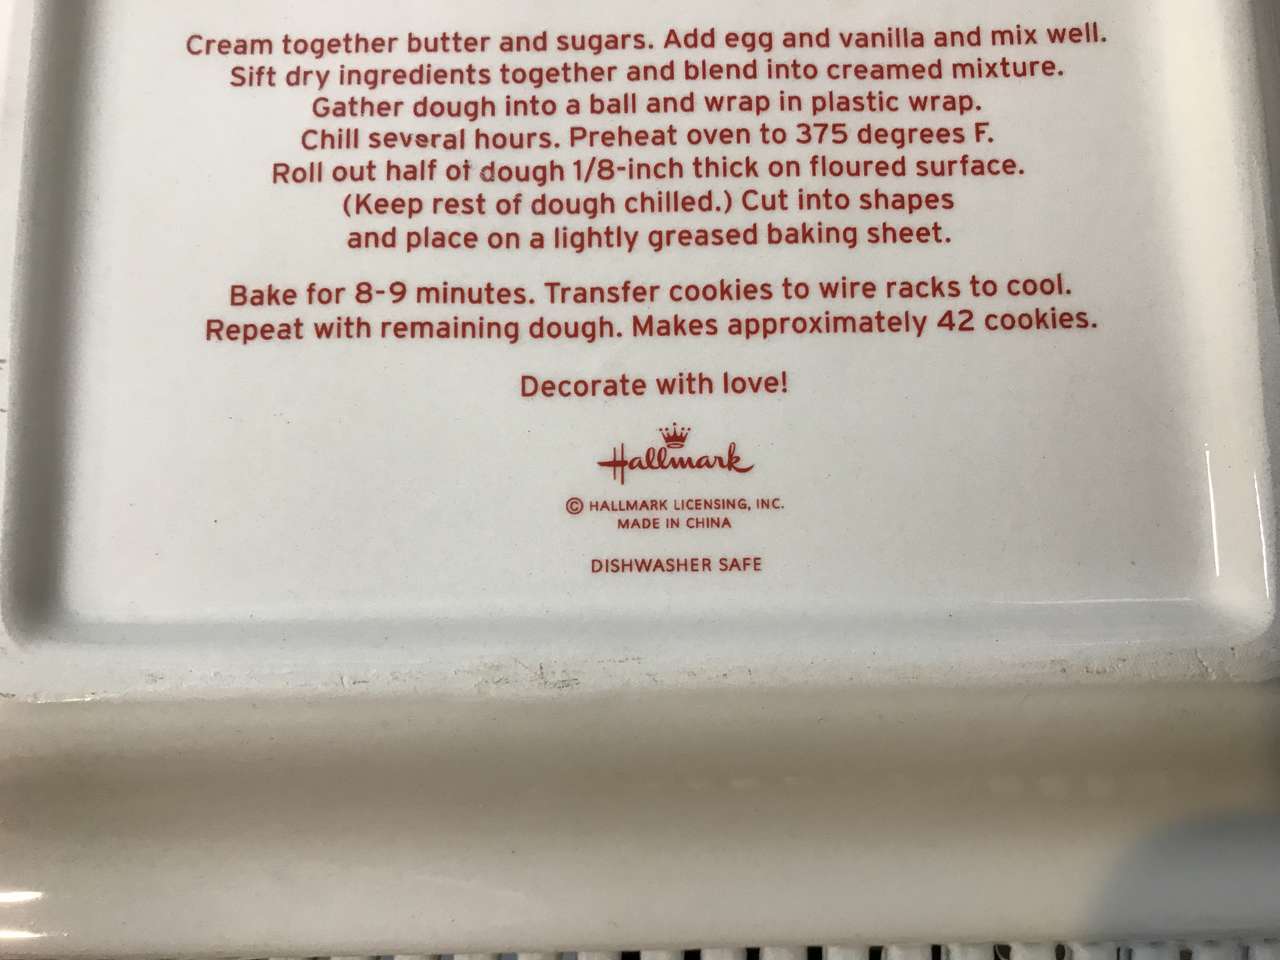 Cream together butter and sugars. Add egg and vanilla and mix well.
Sift dry ingredients together and blend into creamed mixture.
Gather dough into a ball and wrap in plastic wrap.
Chill several hours. Preheat oven to 375 degrees F.
Roll out half of dough 1/8-inch thick on floured surface.
(Keep rest of dough chilled.) Cut into shapes
and place on a lightly greased baking sheet.
Bake for 8-9 minutes. Transfer cookies to wire racks to cool.
Repeat with remaining dough. Makes approximately 42 cookies.
Decorate with love!
Hallmark
© HALLMARK LICENSING, INC.
MADE IN CHINA
DISHWASHER SAFE